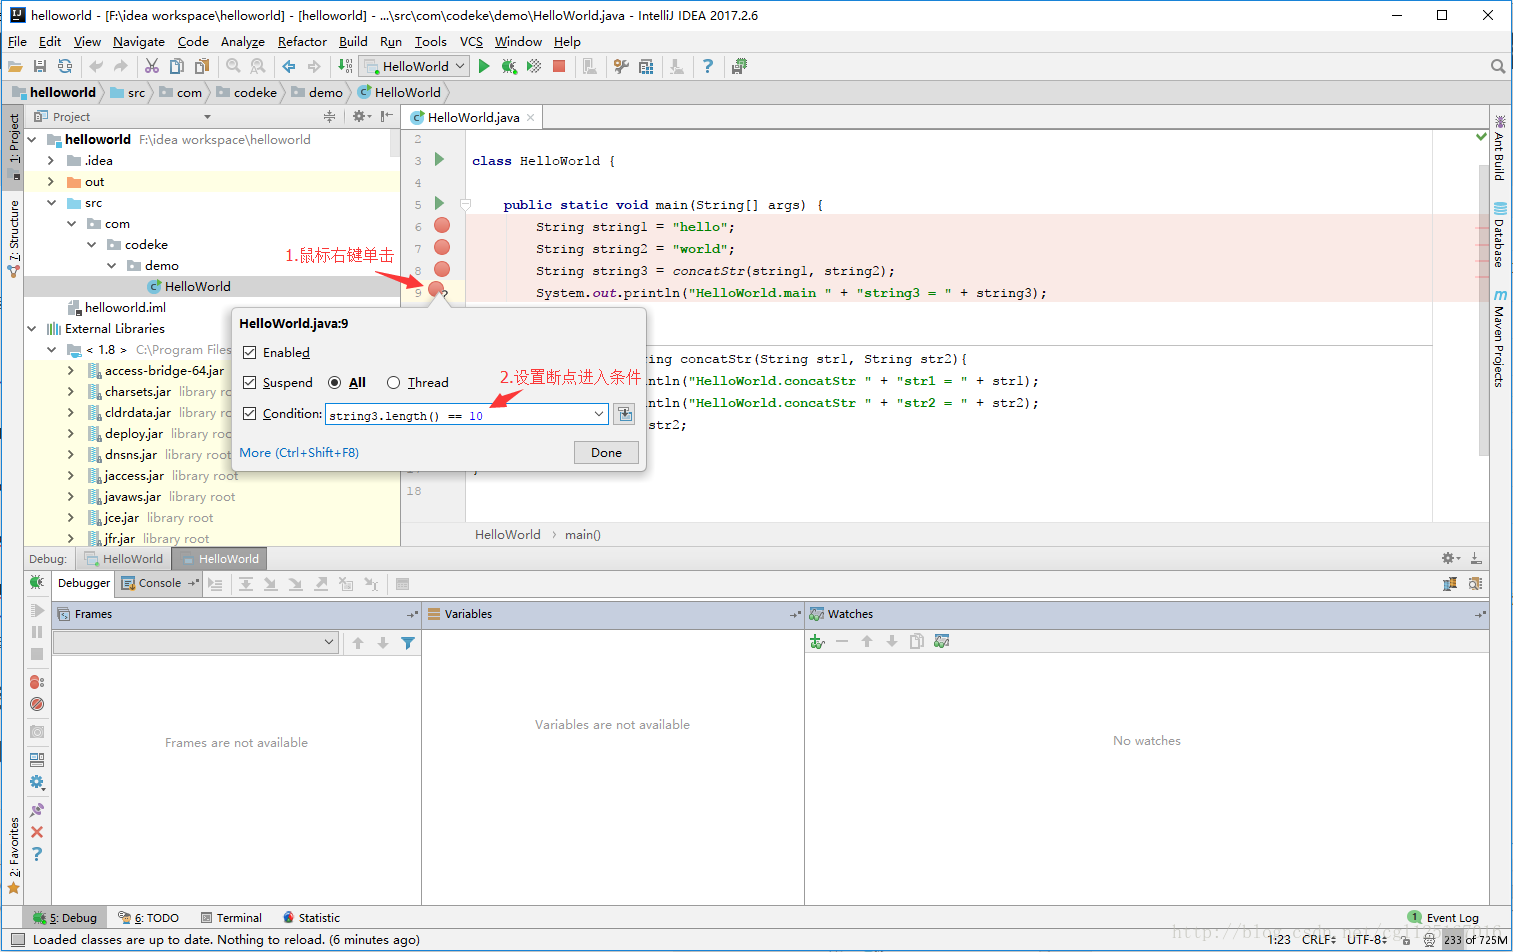 helloworld - [F:\idea workspace\helloworld] - [helloworld] - ...\src\com\codeke\demo\HelloWorld.java - IntelliJ IDEA 2017.2.6
File Edit View Navigate Code Analyze Refactor Build Run Tools VCS Window Help
HelloWorld
helloworld src com codeke demo HelloWorld
1: Project
7: Structure
2: Favorites
Project
helloworld F:\idea workspace\helloworld
.idea
out
src
com
codeke
demo
HelloWorld
helloworld.iml
External Libraries
< 1.8 > C:\Program Files
access-bridge-64.jar
charsets.jar library ro
cldrdata.jar library ro
deploy.jar library root
dnsns.jar library root
jaccess.jar library root
javaws.jar library root
jce.jar library root
jfr.jar library root
HelloWorld.java
2
3 class HelloWorld {
4
5 public static void main(String[] args) {
6 String string1 = "hello";
7 String string2 = "world";
8 String string3 = concatStr(string1, string2);
9 System.out.println("HelloWorld.main " + "string3 = " + string3);
ing concatStr(String str1, String str2){
ntln("HelloWorld.concatStr " + "str1 = " + str1);
ntln("HelloWorld.concatStr " + "str2 = " + str2);
str2;
18
1.鼠标右键单击
HelloWorld.java:9
Enabled
Suspend All Thread
2.设置断点进入条件
Condition: string3.length() == 10
More (Ctrl+Shift+F8) Done
HelloWorld › main()
Ant Build
Database
Maven Projects
Debug: HelloWorld HelloWorld
Debugger Console
Frames Variables Watches
Frames are not available
Variables are not available
No watches
5: Debug 6: TODO Terminal Statistic 1 Event Log
Loaded classes are up to date. Nothing to reload. (6 minutes ago) 1:23 CRLF UTF-8 233 of 725M